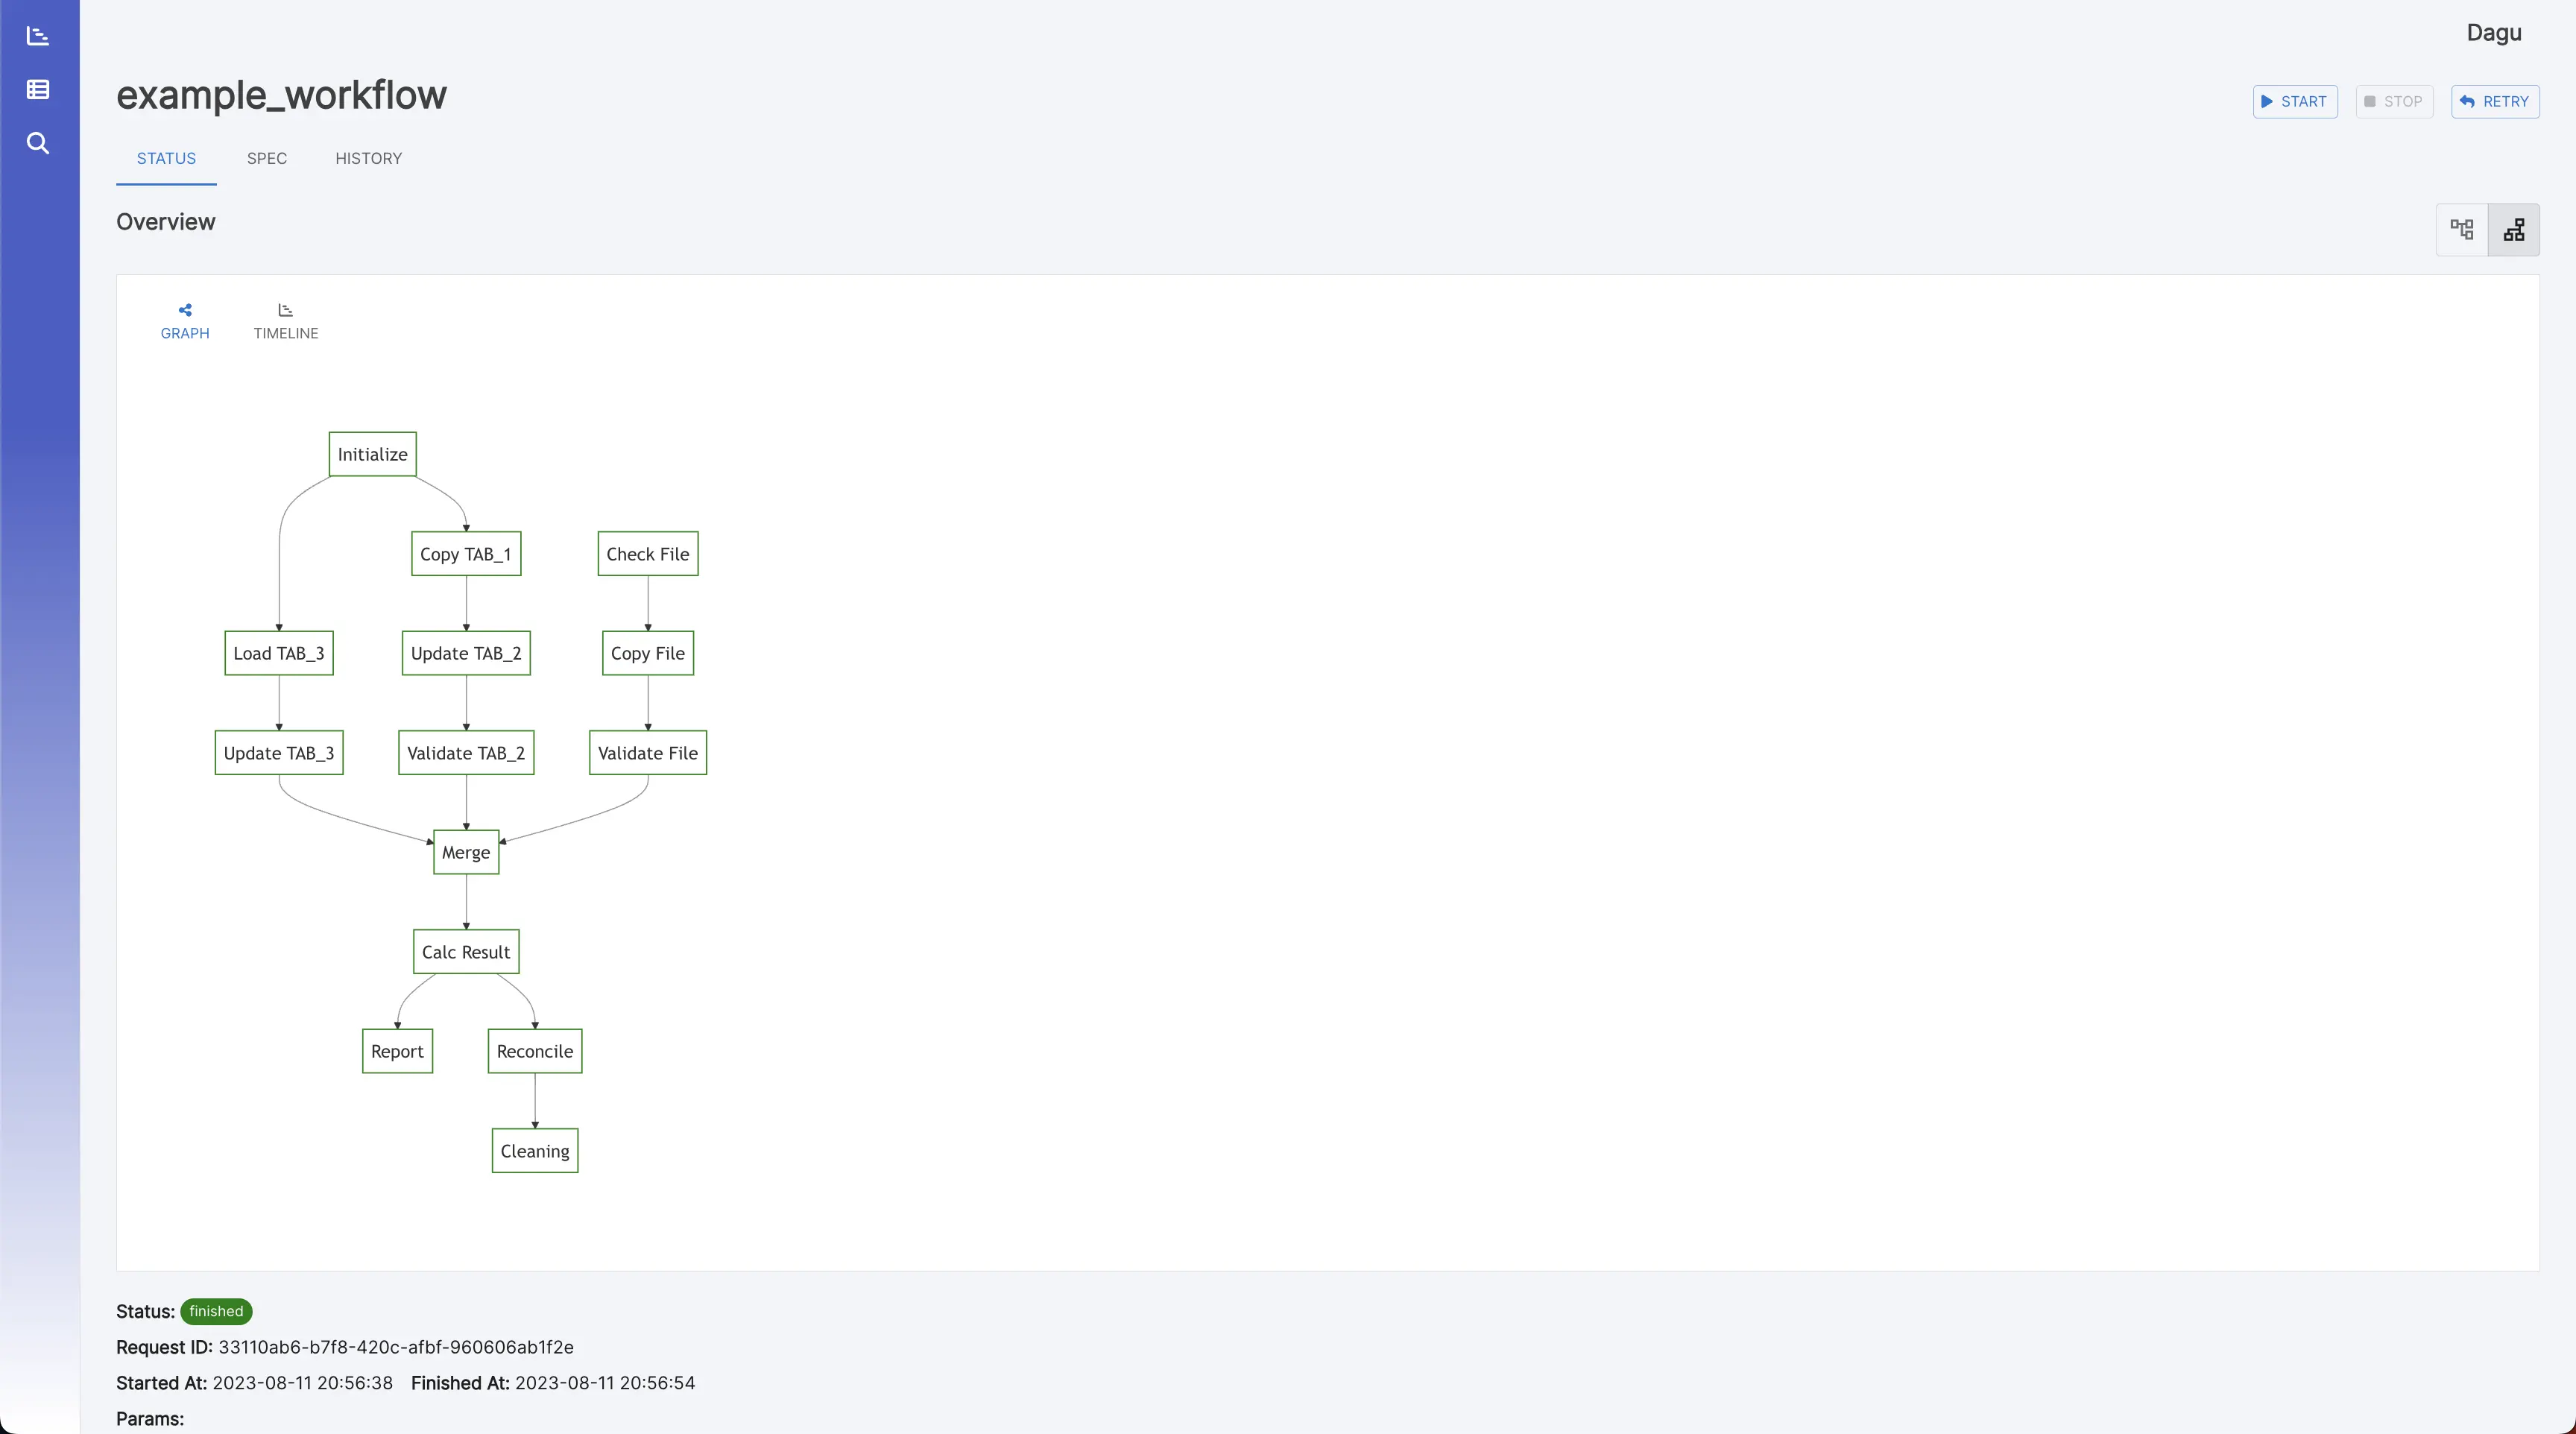 Dagu
example_workflow
START STOP RETRY
STATUS SPEC HISTORY
Overview
GRAPH TIMELINE
Initialize
Copy TAB_1 Check File
Load TAB_3 Update TAB_2 Copy File
Update TAB_3 Validate TAB_2 Validate File
Merge
Calc Result
Report Reconcile
Cleaning
Status: finished
Request ID: 33110ab6-b7f8-420c-afbf-960606ab1f2e
Started At: 2023-08-11 20:56:38 Finished At: 2023-08-11 20:56:54
Params: